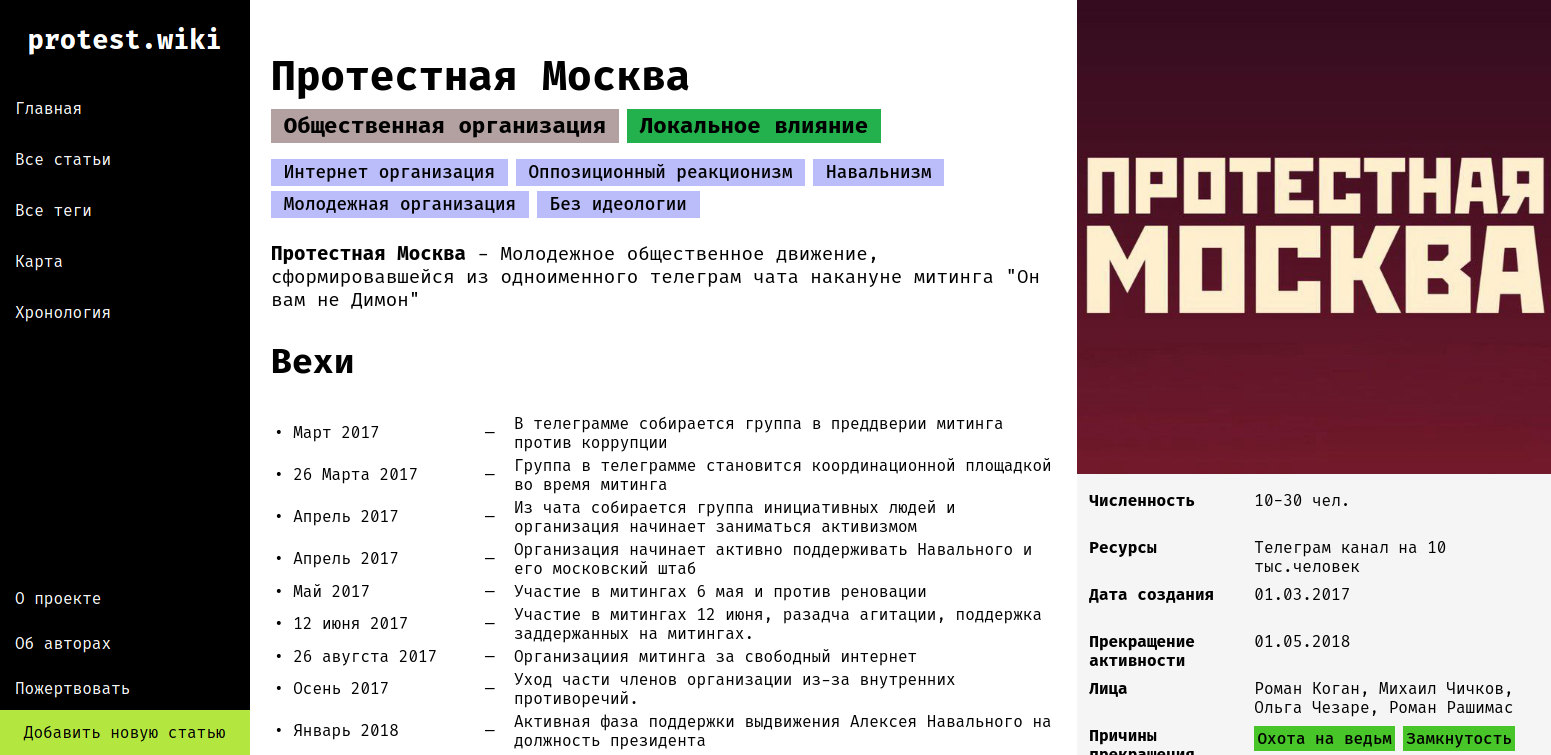 protest.wiki
Главная
Все статьи
Все теги
Карта
Хронология
О проекте
Об авторах
Пожертвовать
Добавить новую статью
Протестная Москва
Общественная организация Локальное влияние
Интернет организация Оппозиционный реакционизм Навальнизм
Молодежная организация Без идеологии
Протестная Москва – Молодежное общественное движение,
сформировавшейся из одноименного телеграм чата накануне митинга "Он
вам не Димон"
Вехи
• Март 2017 — В телеграмме собирается группа в преддверии митинга
против коррупции
• 26 Марта 2017 — Группа в телеграмме становится координационной площадкой
во время митинга
• Апрель 2017 — Из чата собирается группа инициативных людей и
организация начинает заниматься активизмом
• Апрель 2017 — Организация начинает активно поддерживать Навального и
его московский штаб
• Май 2017 — Участие в митингах 6 мая и против реновации
• 12 июня 2017 — Участие в митингах 12 июня, разадча агитации, поддержка
заддержанных на митингах.
• 26 авугста 2017 — Организациия митинга за свободный интернет
• Осень 2017 — Уход части членов организации из-за внутренних
противоречий.
• Январь 2018 — Активная фаза поддержки выдвижения Алексея Навального на
должность президента
ПРОТЕСТНАЯ
МОСКВА
Численность 10-30 чел.
Ресурсы Телеграм канал на 10
тыс.человек
Дата создания 01.03.2017
Прекращение 01.05.2018
активности
Лица Роман Коган, Михаил Чичков,
Ольга Чезаре, Роман Рашимас
Причины Охота на ведьм Замкнутость
прекращения